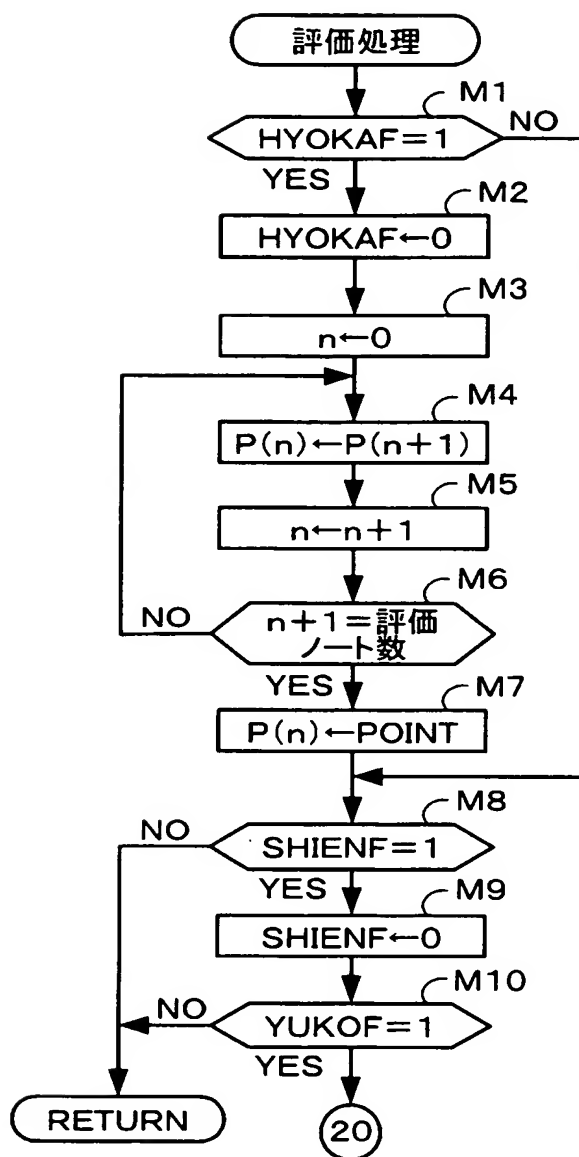 評価処理
M1
HYOKAF=1
NO
YES
M2
HYOKAF←0
M3
n←0
M4
P(n)←P(n+1)
M5
n←n+1
M6
NO
n+1=評価
ノート数
YES
M7
P(n)←POINT
M8
NO
SHIENF=1
YES
M9
SHIENF←0
M10
NO
YUKOF=1
YES
RETURN
20